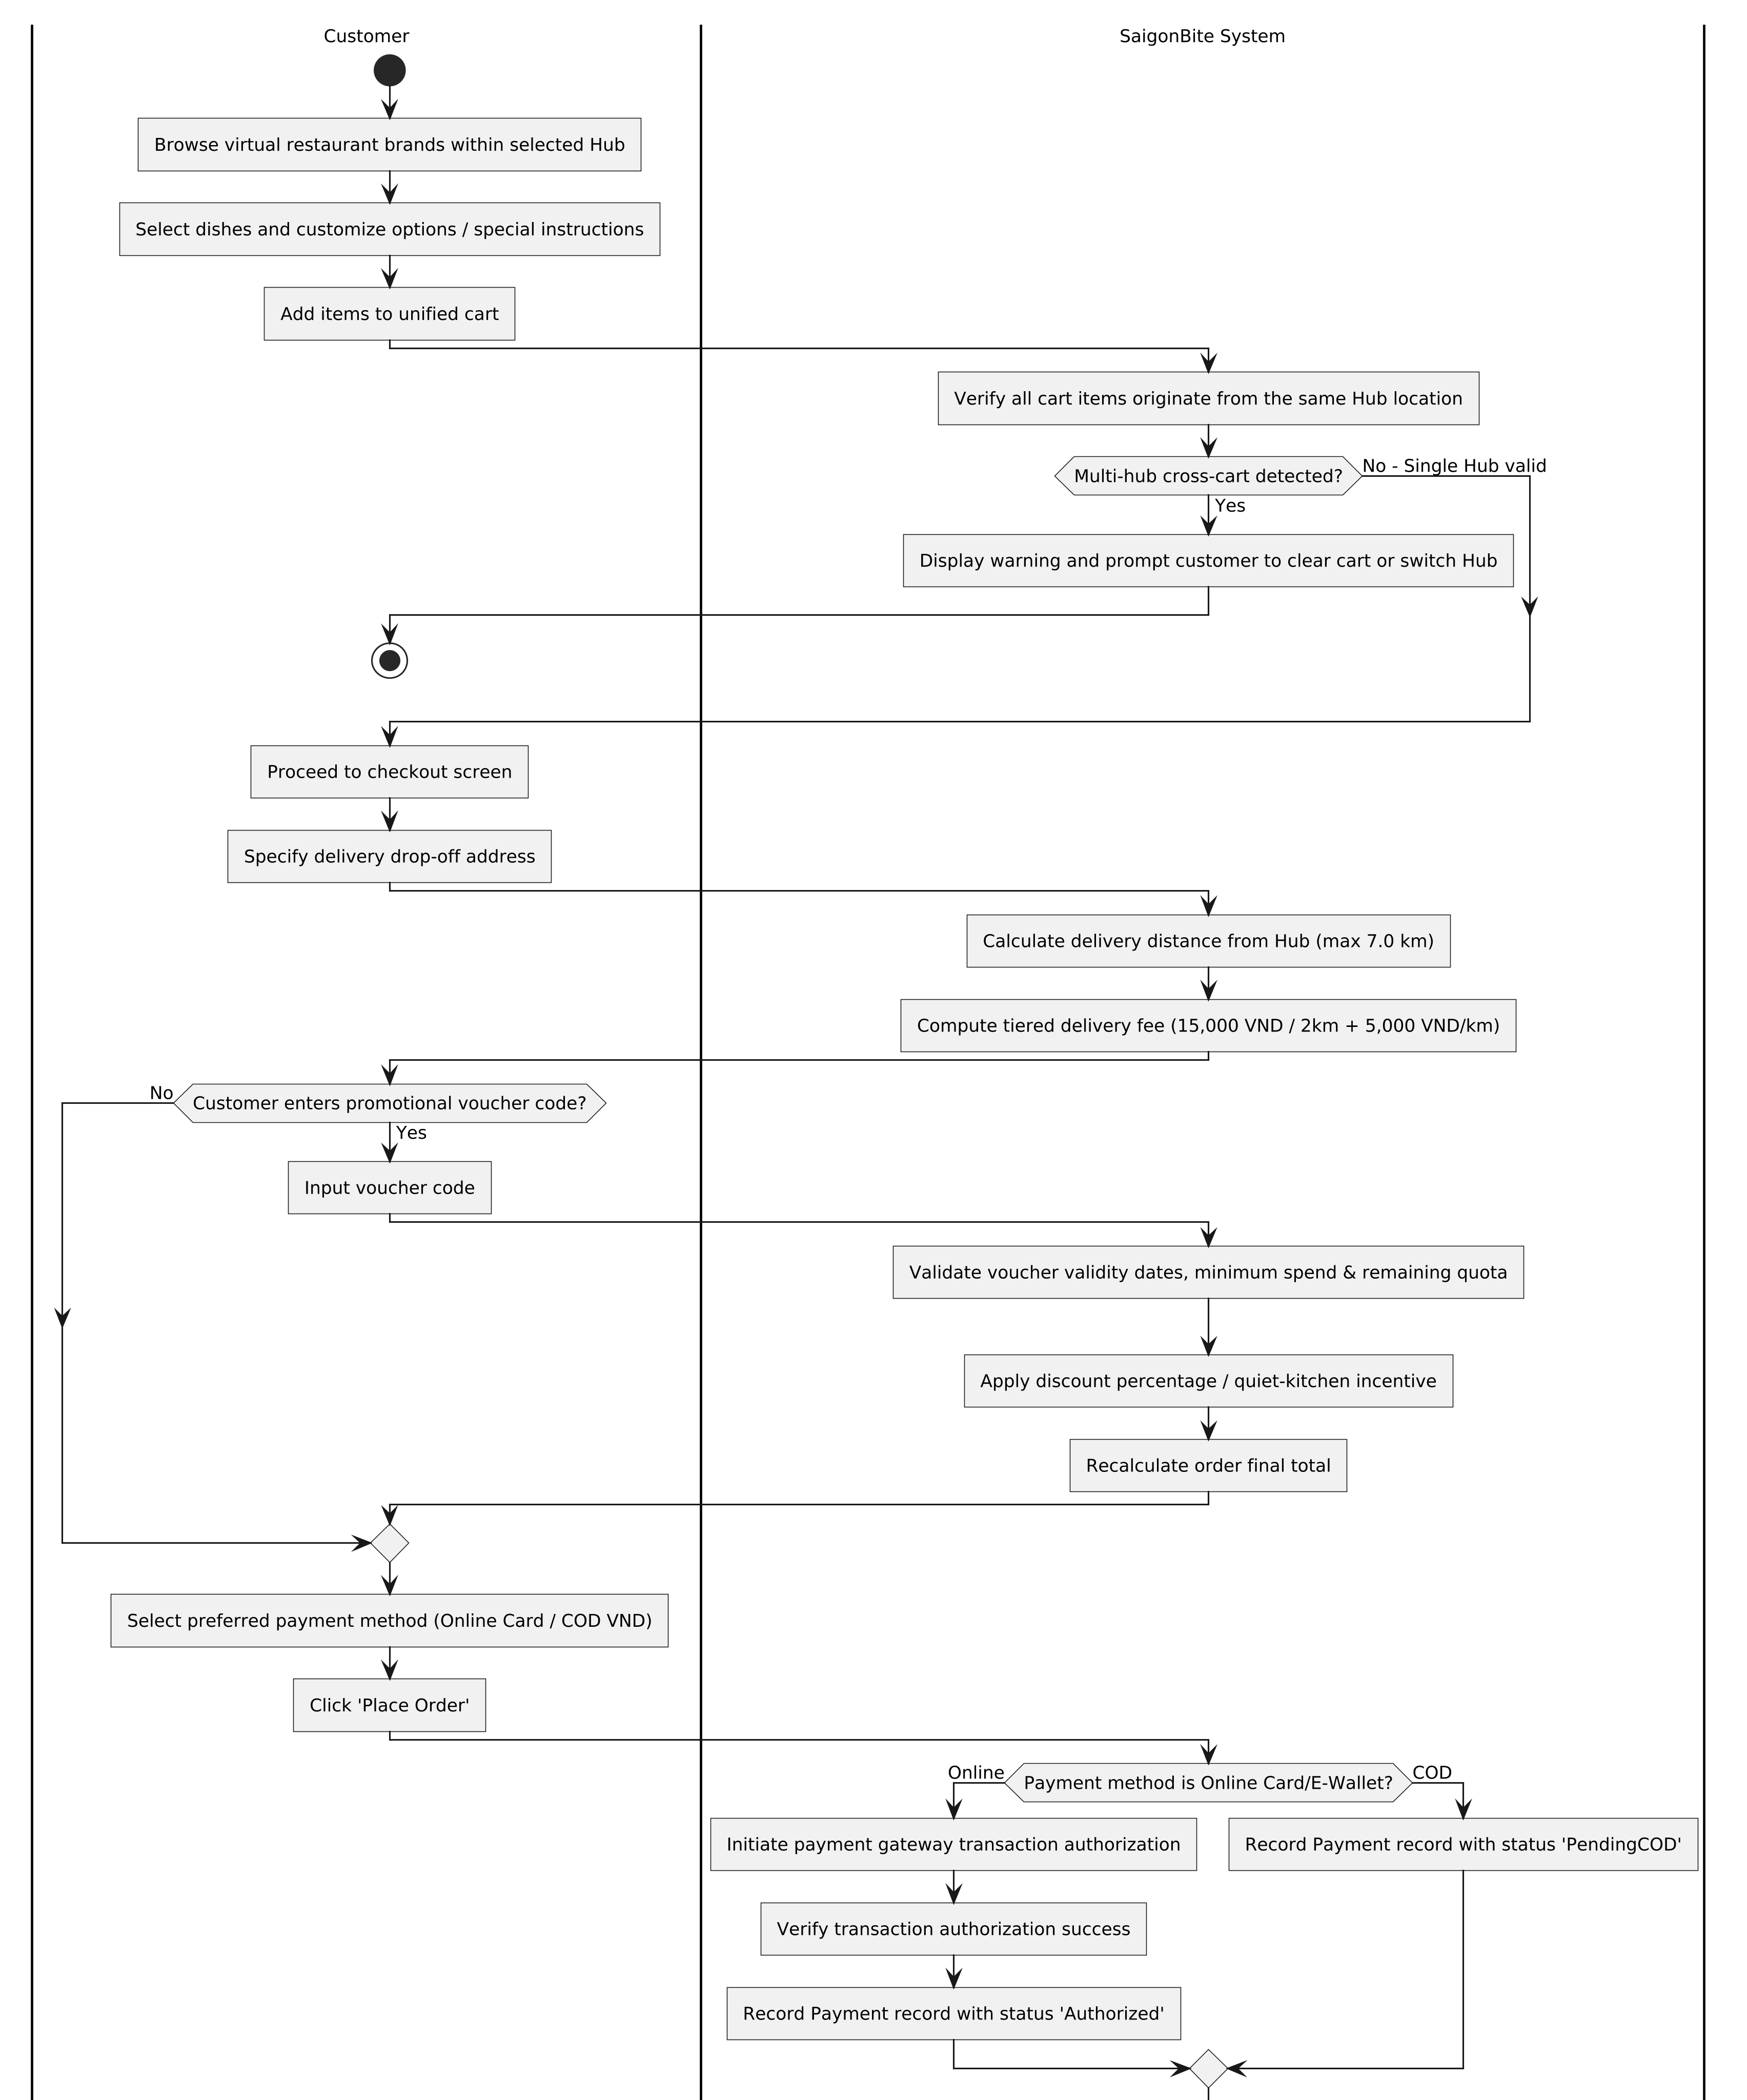 Customer
SaigonBite System
Browse virtual restaurant brands within selected Hub
Select dishes and customize options / special instructions
Add items to unified cart
Verify all cart items originate from the same Hub location
Multi-hub cross-cart detected?
No - Single Hub valid
Yes
Display warning and prompt customer to clear cart or switch Hub
Proceed to checkout screen
Specify delivery drop-off address
Calculate delivery distance from Hub (max 7.0 km)
Compute tiered delivery fee (15,000 VND / 2km + 5,000 VND/km)
No
Customer enters promotional voucher code?
Yes
Input voucher code
Validate voucher validity dates, minimum spend & remaining quota
Apply discount percentage / quiet-kitchen incentive
Recalculate order final total
Select preferred payment method (Online Card / COD VND)
Click 'Place Order'
Online
Payment method is Online Card/E-Wallet?
COD
Initiate payment gateway transaction authorization
Record Payment record with status 'PendingCOD'
Verify transaction authorization success
Record Payment record with status 'Authorized'